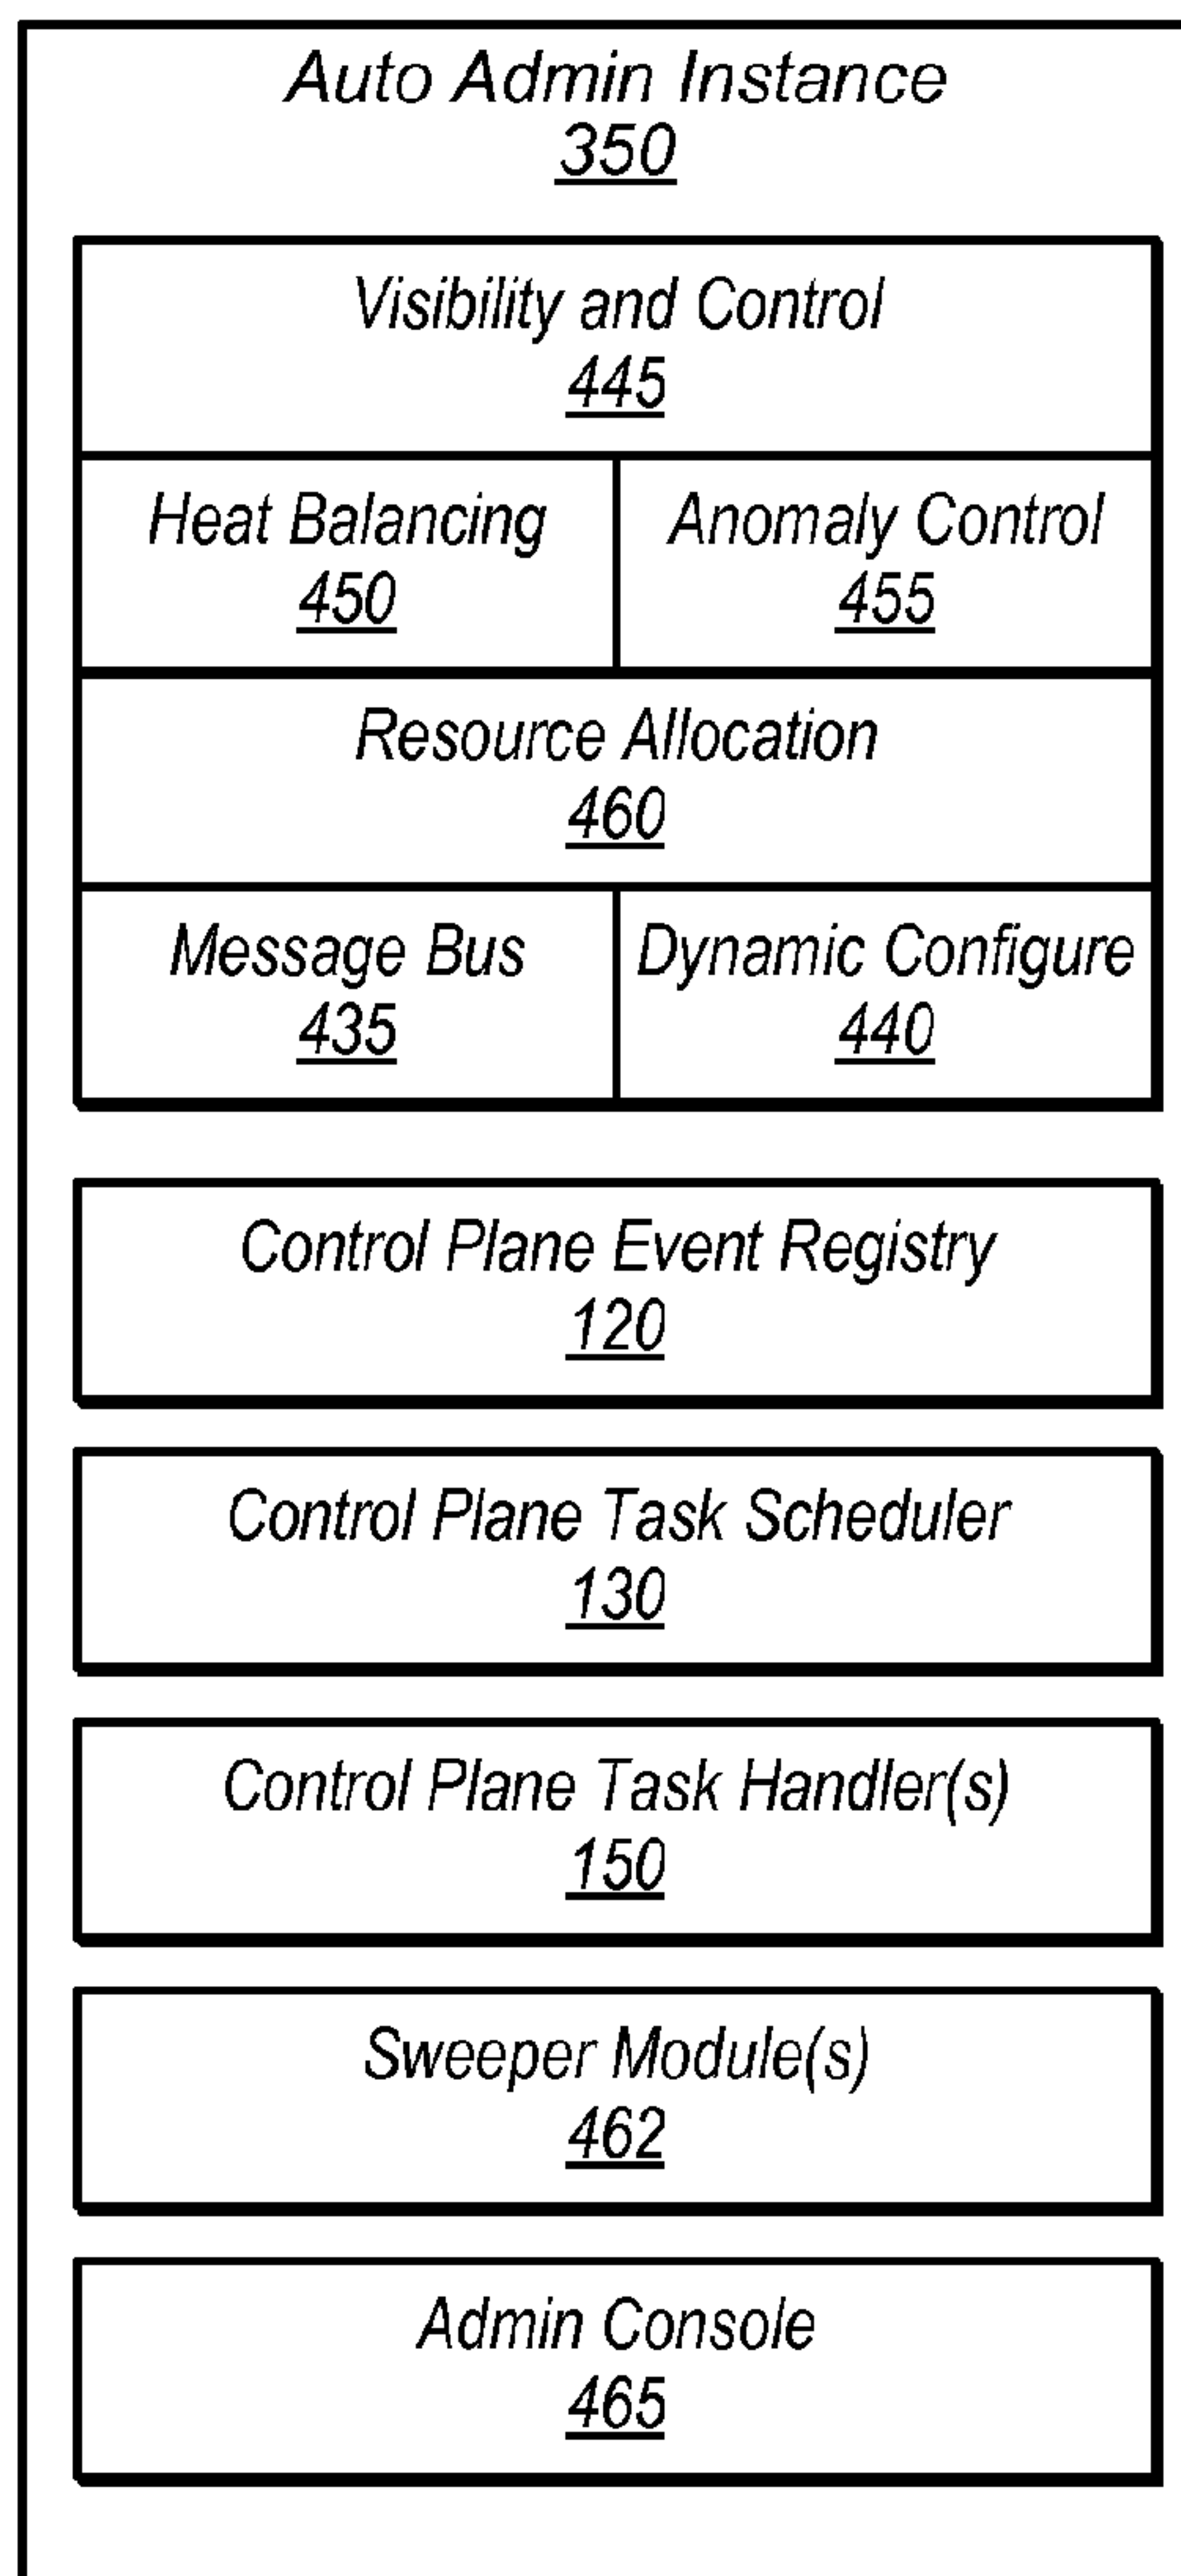 Auto Admin Instance
350
Visibility and Control
445
Heat Balancing
450
Anomaly Control
455
Resource Allocation
460
Message Bus
435
Dynamic Configure
440
Control Plane Event Registry
120
Control Plane Task Scheduler
130
Control Plane Task Handler(s)
150
Sweeper Module(s)
462
Admin Console
465